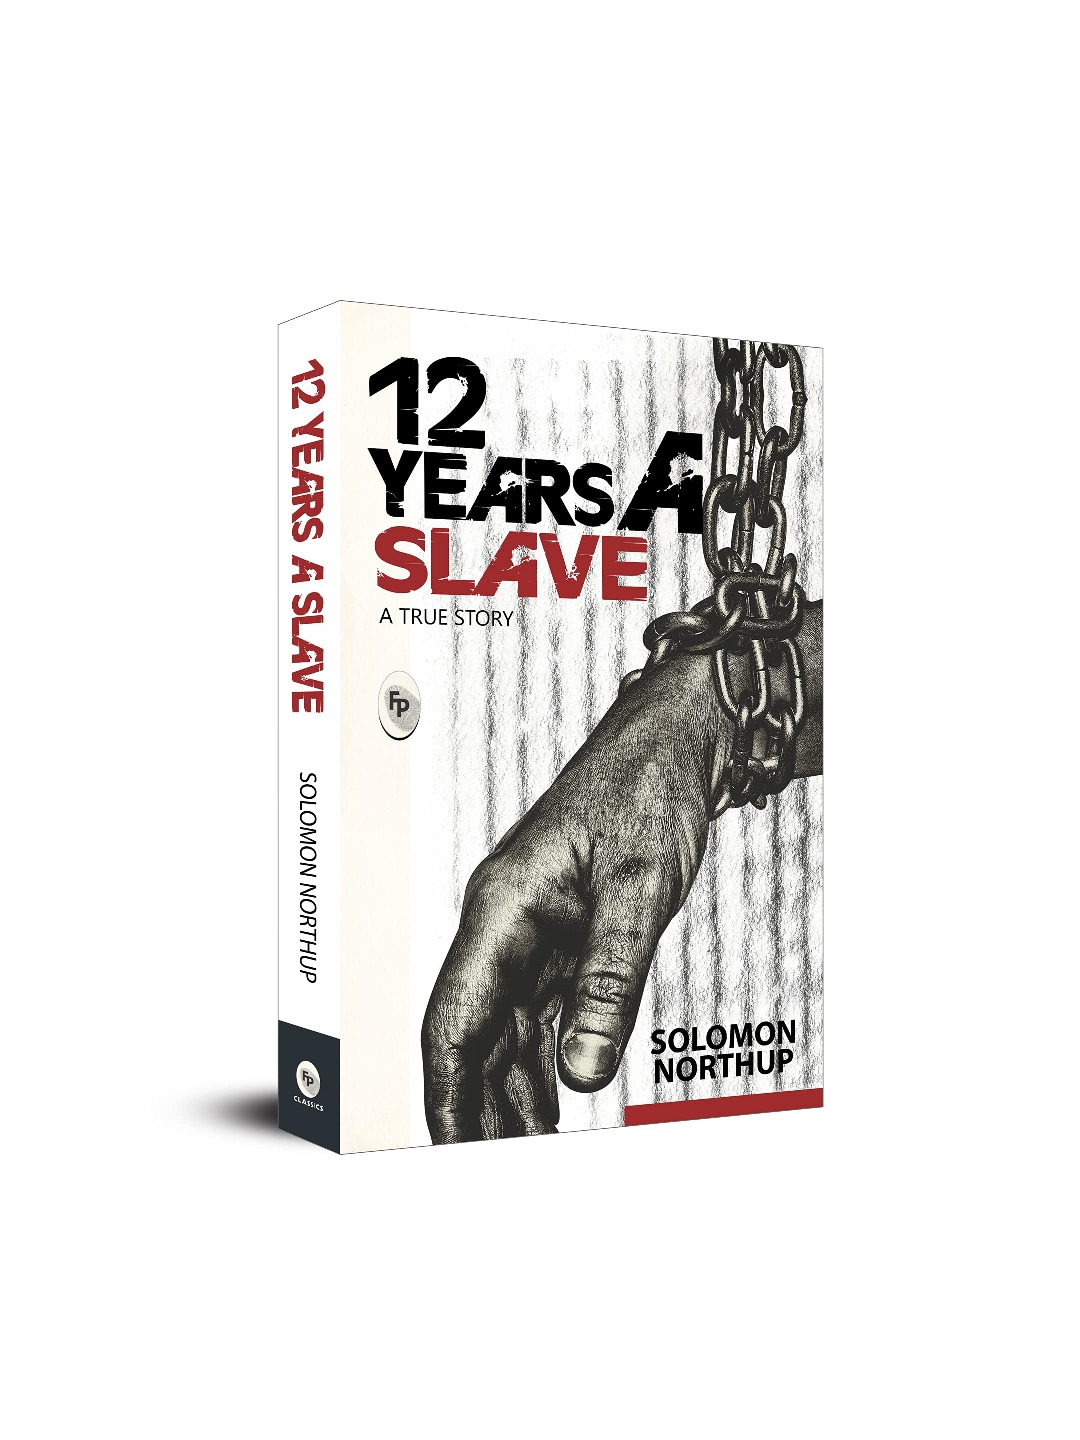 12 YEARS A SLAVE
SOLOMON NORTHUP
FP
CLASSICS
12
YEARS A
SLAVE
A TRUE STORY
FP
SOLOMON
NORTHUP